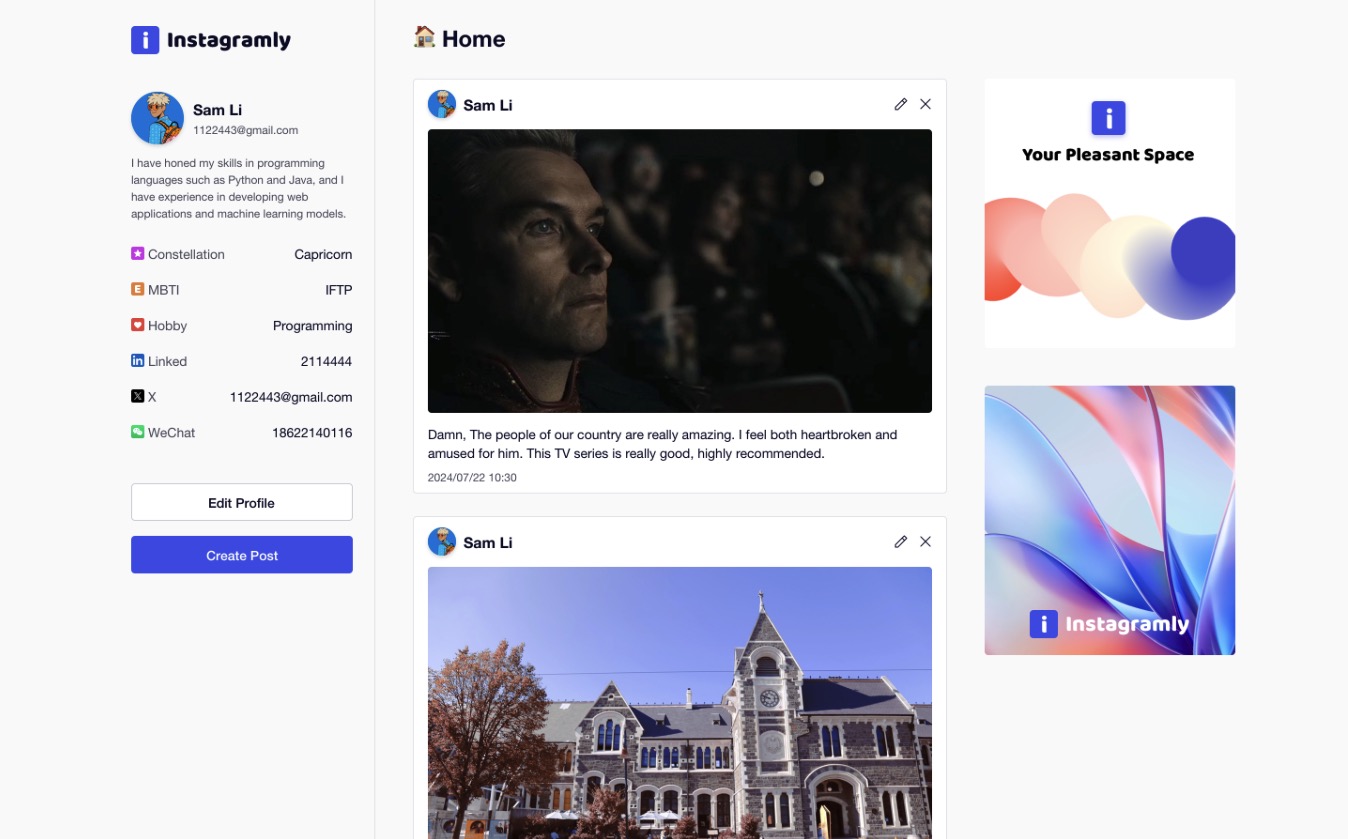 Instagramly
Sam Li
1122443@gmail.com
I have honed my skills in programming
languages such as Python and Java, and I
have experience in developing web
applications and machine learning models.
Constellation Capricorn
MBTI IFTP
Hobby Programming
Linked 2114444
X 1122443@gmail.com
WeChat 18622140116
Edit Profile
Create Post
Home
Sam Li
Damn, The people of our country are really amazing. I feel both heartbroken and
amused for him. This TV series is really good, highly recommended.
2024/07/22 10:30
Sam Li
Your Pleasant Space
Instagramly